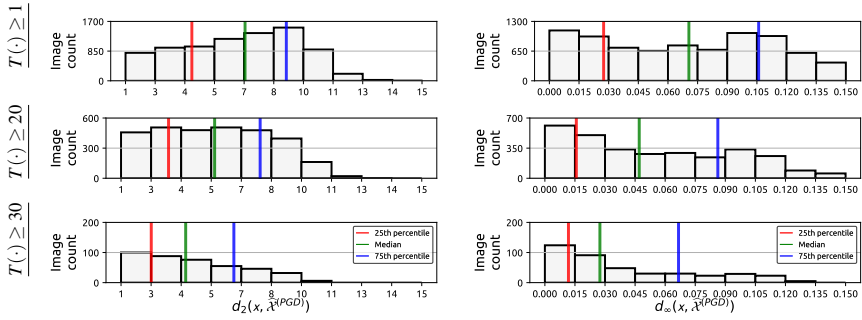 T(·) ≥ 1
Image
count
1700
850
0
1 3 4 5 7 8 10 11 13 14 15
Image
count
1300
650
0
0.000 0.015 0.030 0.045 0.060 0.075 0.090 0.105 0.120 0.135 0.150
T(·) ≥ 20
Image
count
600
300
0
1 3 4 5 7 8 10 11 13 14 15
Image
count
700
350
0
0.000 0.015 0.030 0.045 0.060 0.075 0.090 0.105 0.120 0.135 0.150
T(·) ≥ 30
Image
count
200
100
0
25th percentile
Median
75th percentile
1 3 4 5 7 8 10 11 13 14 15
d₂(x, 𝒳̃⁽ᴾᴳᴰ⁾)
Image
count
200
100
0
25th percentile
Median
75th percentile
0.000 0.015 0.030 0.045 0.060 0.075 0.090 0.105 0.120 0.135 0.150
d∞(x, 𝒳̃⁽ᴾᴳᴰ⁾)